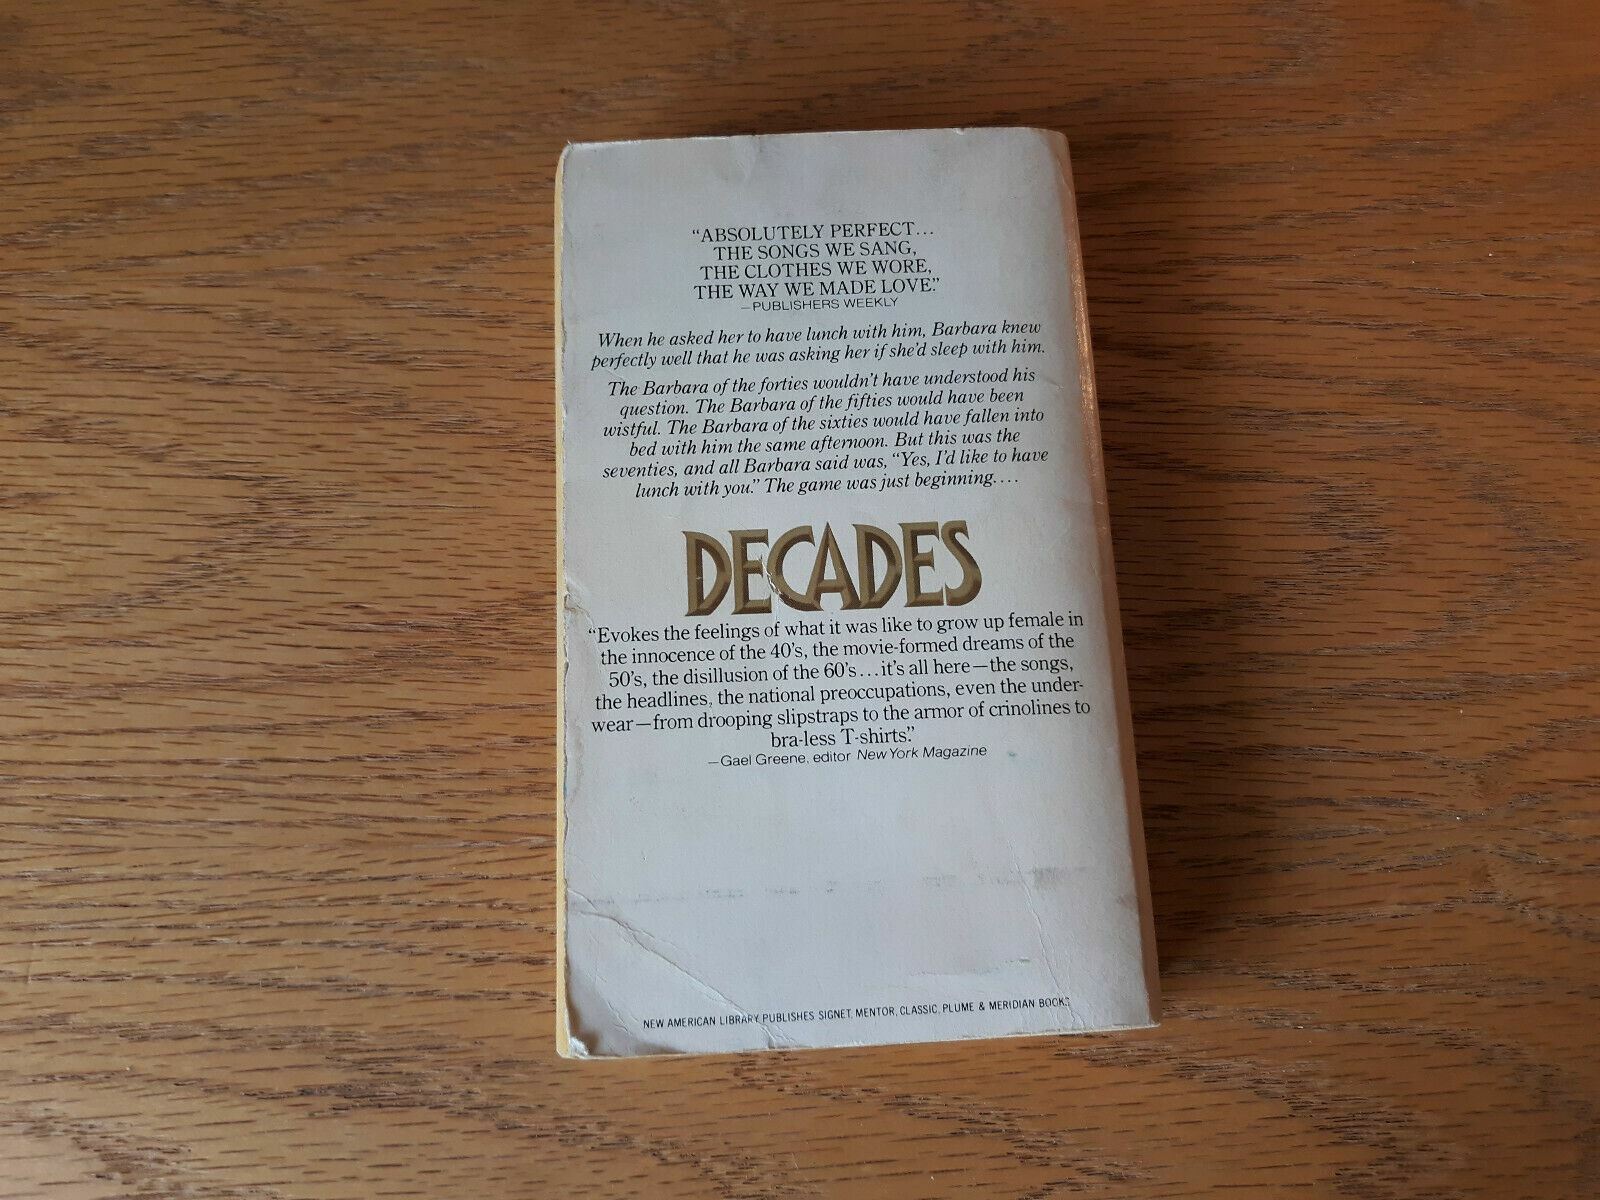 “ABSOLUTELY PERFECT...
THE SONGS WE SANG,
THE CLOTHES WE WORE,
THE WAY WE MADE LOVE.”
—PUBLISHERS WEEKLY
When he asked her to have lunch with him, Barbara knew
perfectly well that he was asking her if she'd sleep with him.
The Barbara of the forties wouldn't have understood his
question. The Barbara of the fifties would have been
wistful. The Barbara of the sixties would have fallen into
bed with him the same afternoon. But this was the
seventies, and all Barbara said was, “Yes, I'd like to have
lunch with you.” The game was just beginning....
DECADES
“Evokes the feelings of what it was like to grow up female in
the innocence of the 40's, the movie-formed dreams of the
50's, the disillusion of the 60's...it's all here—the songs,
the headlines, the national preoccupations, even the under-
wear—from drooping slipstraps to the armor of crinolines to
bra-less T-shirts.”
—Gael Greene, editor New York Magazine
NEW AMERICAN LIBRARY PUBLISHES SIGNET, MENTOR, CLASSIC, PLUME & MERIDIAN BOOKS